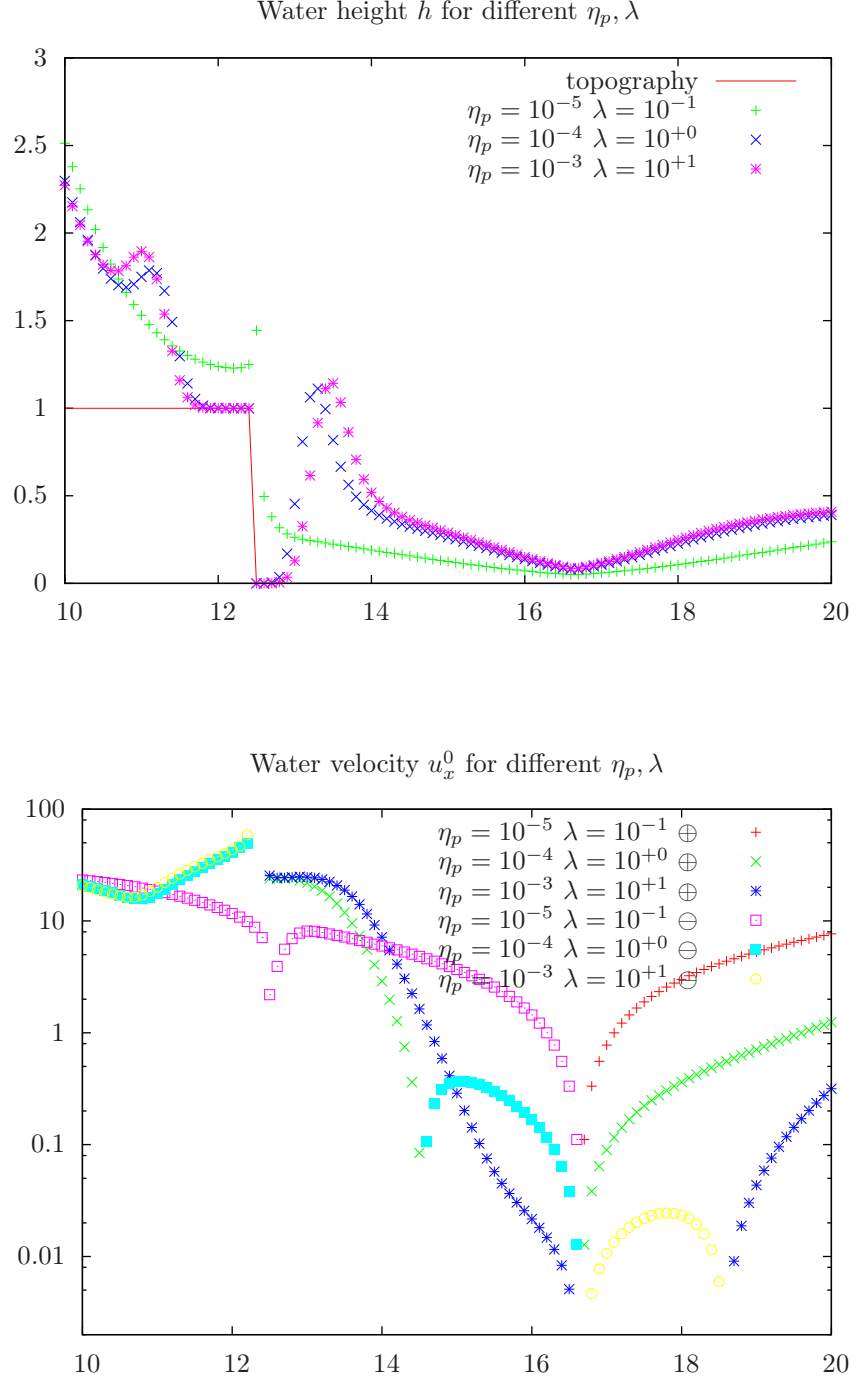 Water height h for different ηp, λ
3
2.5
2
1.5
1
0.5
0
topography
ηp = 10⁻⁵ λ = 10⁻¹
ηp = 10⁻⁴ λ = 10⁺⁰
ηp = 10⁻³ λ = 10⁺¹
10 12 14 16 18 20
Water velocity u⁰ₓ for different ηp, λ
100
10
1
0.1
0.01
ηp = 10⁻⁵ λ = 10⁻¹ ⊕
ηp = 10⁻⁴ λ = 10⁺⁰ ⊕
ηp = 10⁻³ λ = 10⁺¹ ⊕
ηp = 10⁻⁵ λ = 10⁻¹ ⊖
ηp = 10⁻⁴ λ = 10⁺⁰ ⊖
ηp = 10⁻³ λ = 10⁺¹ ⊖
10 12 14 16 18 20